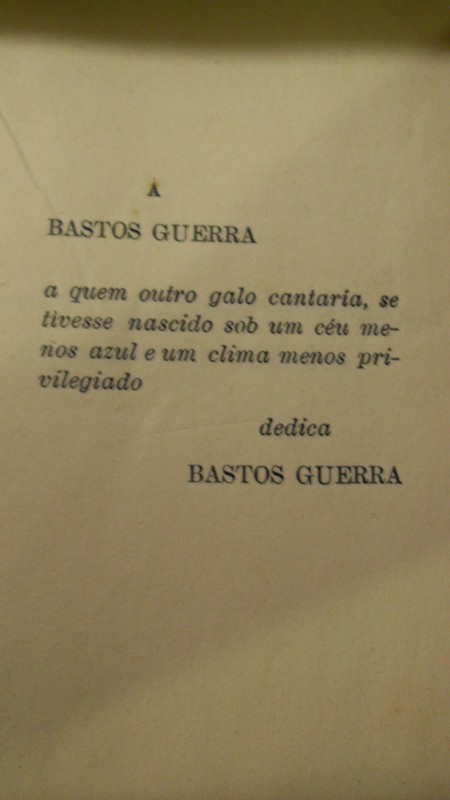 A
BASTOS GUERRA
a quem outro galo cantaria, se
tivesse nascido sob um céu me-
nos azul e um clima menos pri-
vilegiado
dedica
BASTOS GUERRA